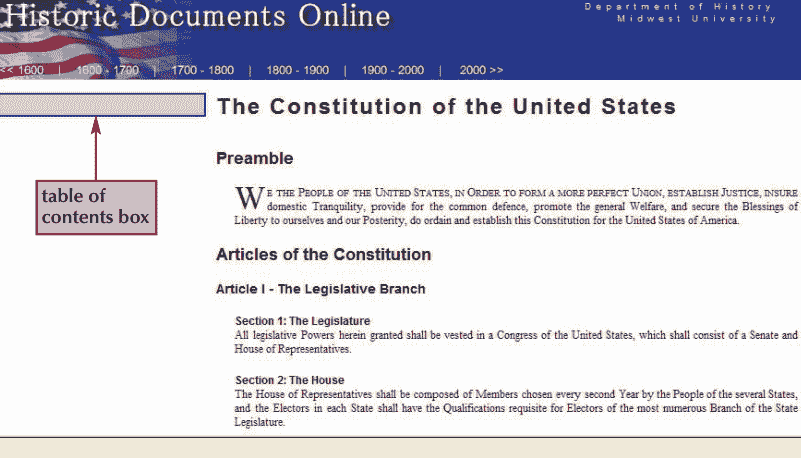 Historic Documents Online
Department of History
Midwest University
<< 1600 | 1600 - 1700 | 1700 - 1800 | 1800 - 1900 | 1900 - 2000 | 2000 >>
The Constitution of the United States
Preamble
WE THE PEOPLE OF THE UNITED STATES, IN ORDER TO FORM A MORE PERFECT UNION, ESTABLISH JUSTICE, INSURE
domestic Tranquility, provide for the common defence, promote the general Welfare, and secure the Blessings of
Liberty to ourselves and our Posterity, do ordain and establish this Constitution for the United States of America.
table of
contents box
Articles of the Constitution
Article I - The Legislative Branch
Section 1: The Legislature
All legislative Powers herein granted shall be vested in a Congress of the United States, which shall consist of a Senate and
House of Representatives.
Section 2: The House
The House of Representatives shall be composed of Members chosen every second Year by the People of the several States,
and the Electors in each State shall have the Qualifications requisite for Electors of the most numerous Branch of the State
Legislature.